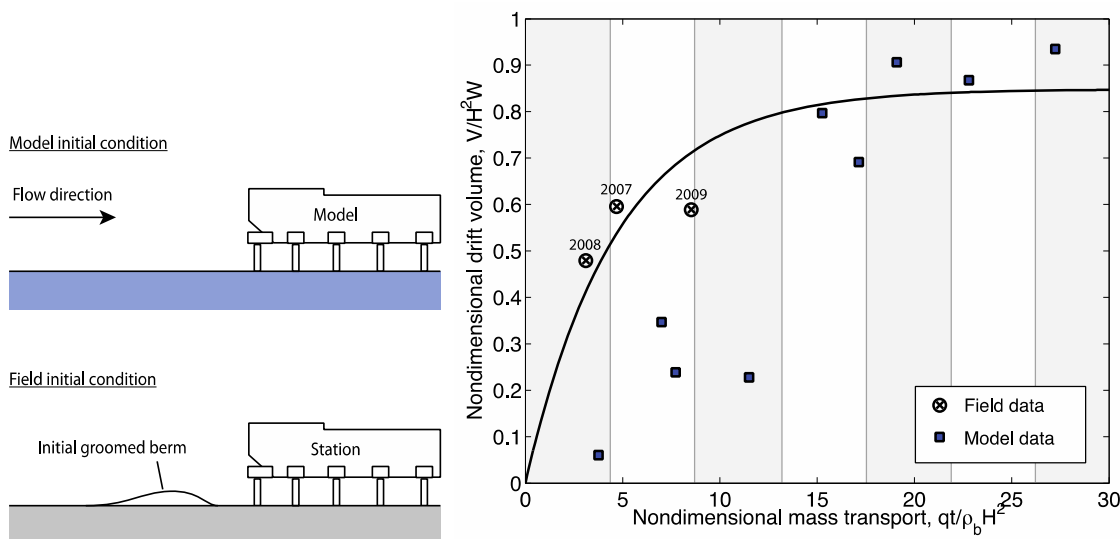 Model initial condition
Flow direction
Model
Field initial condition
Initial groomed berm
Station
Nondimensional drift volume, V/H²W
1
0.9
0.8
0.7
0.6
0.5
0.4
0.3
0.2
0.1
0
2007
2009
2008
Field data
Model data
0 5 10 15 20 25 30
Nondimensional mass transport, qt/ρ_bH²